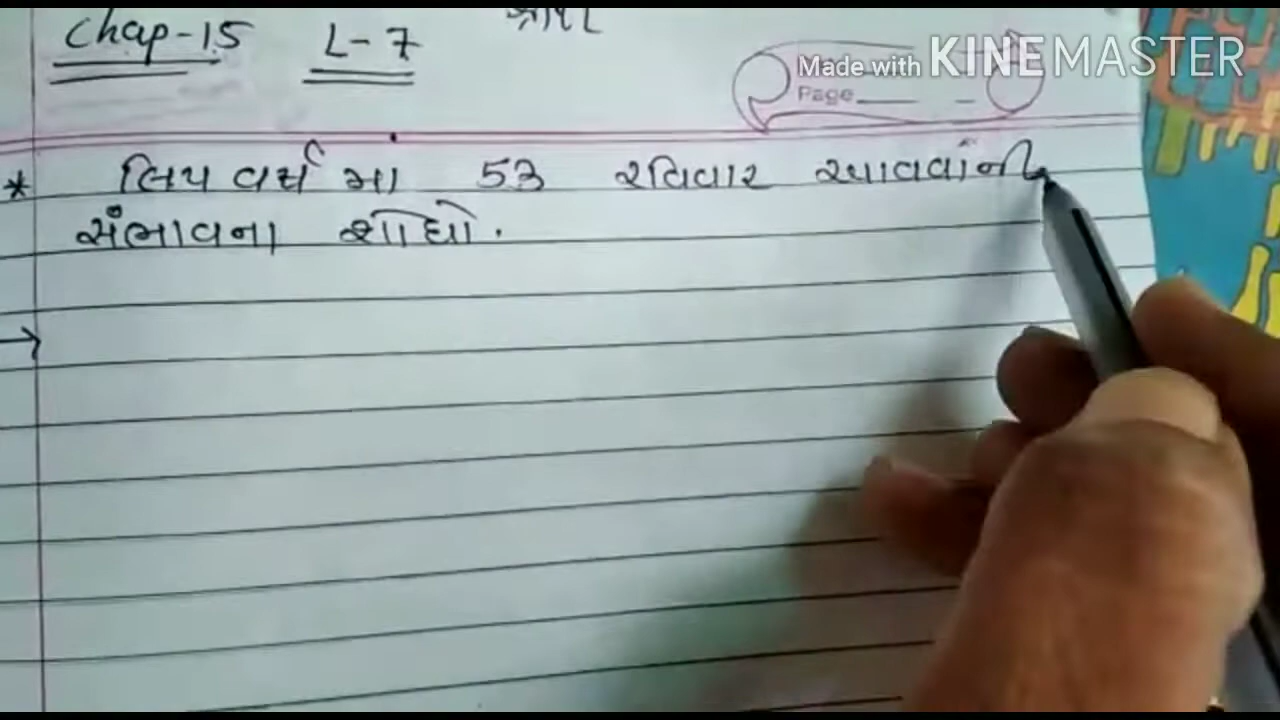 Chap-15 L-7
Made with KINEMASTER
Page
* લિપ વર્ષ માં 53 રવિવાર આવવાંની
સંભાવના શોધો.
→